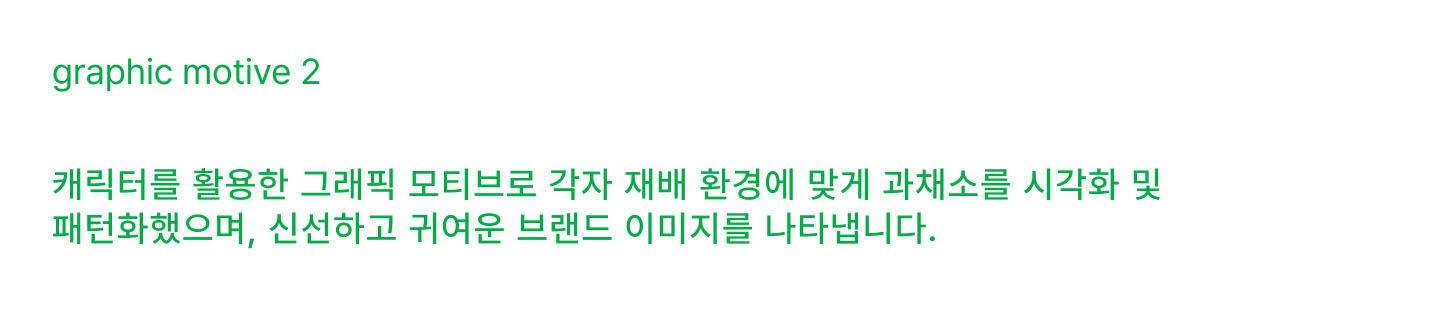 graphic motive 2
캐릭터를 활용한 그래픽 모티브로 각자 재배 환경에 맞게 과채소를 시각화 및
패턴화했으며, 신선하고 귀여운 브랜드 이미지를 나타냅니다.